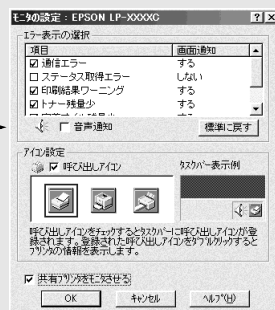 モニタの設定：EPSON LP-XXXXC
エラー表示の選択
項目 画面通知
通信エラー する
ステータス取得エラー しない
印刷結果ワーニング する
トナー残量少 する
音声通知 標準に戻す
アイコン設定
呼び出しアイコン タスクバー表示例
呼び出しアイコンをチェックするとタスクバーに呼び出しアイコンが登
録されます。登録された呼び出しアイコンをダブルクリックすると
プリンタの情報を表示します。
共有プリンタをモニタさせる
OK キャンセル ヘルプ(H)